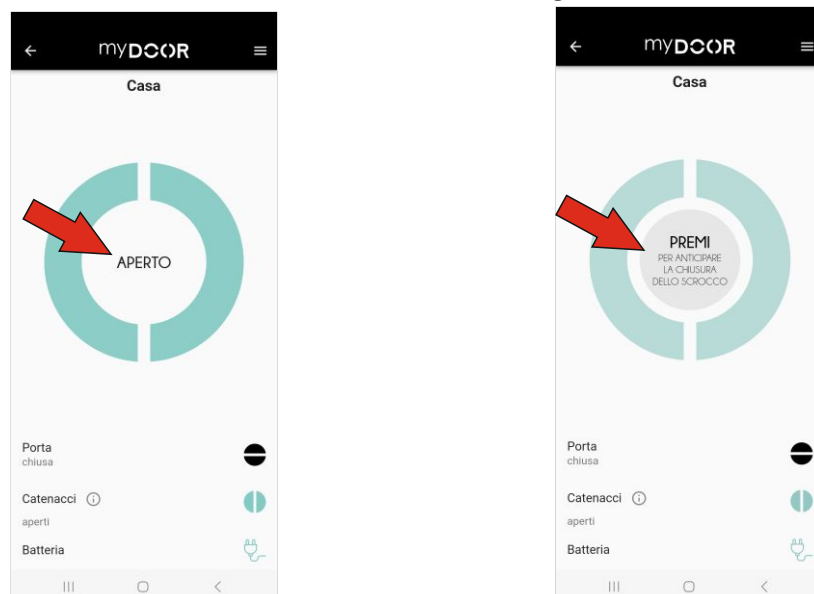 myDOOR
Casa
APERTO
Porta
chiusa
Catenacci
aperti
Batteria
myDOOR
Casa
PREMI
PER ANTICIPARE
LA CHIUSURA
DELLO SCROCCO
Porta
chiusa
Catenacci
aperti
Batteria